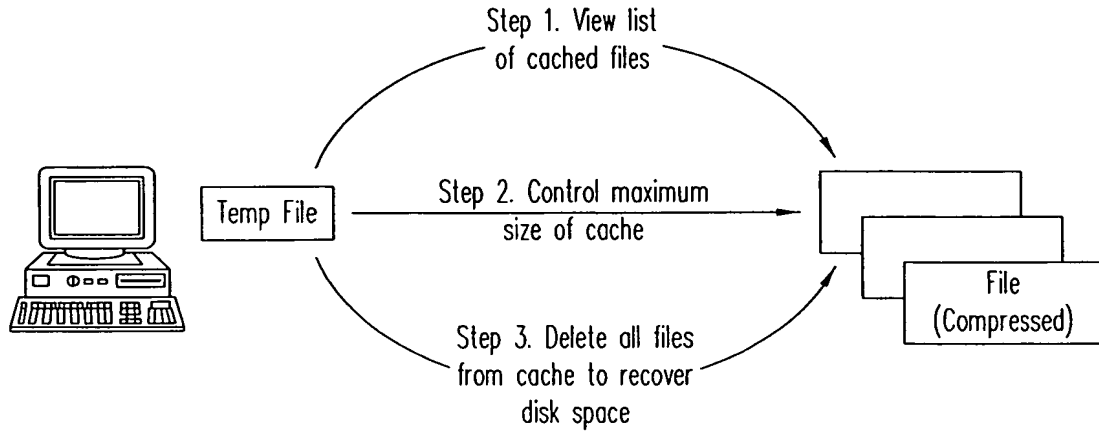 Step 1. View list
of cached files
Temp File
Step 2. Control maximum
size of cache
File
(Compressed)
Step 3. Delete all files
from cache to recover
disk space